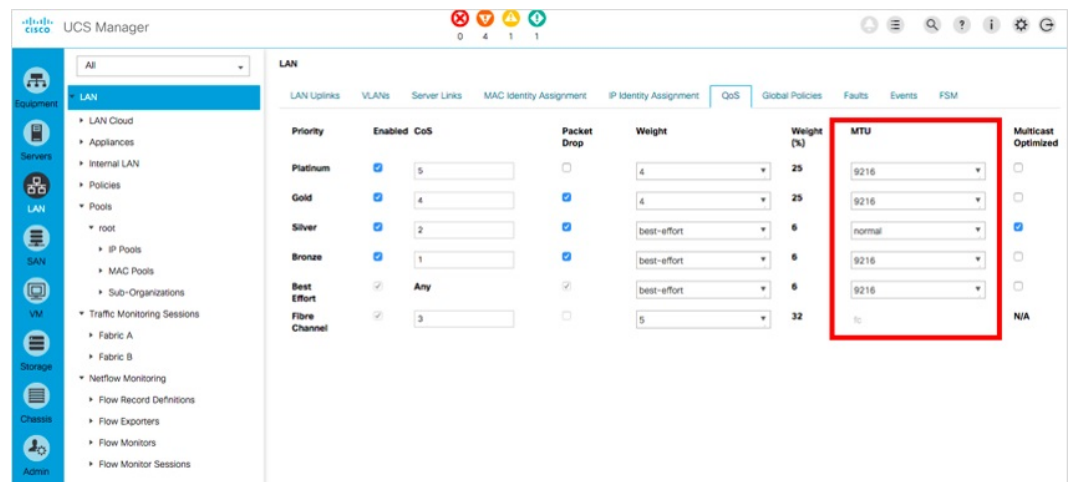 CISCO UCS Manager
0 4 1 1
All
LAN
Equipment
Servers
LAN
SAN
VM
Storage
Chassis
Admin
LAN
LAN Cloud
Appliances
Internal LAN
Policies
Pools
root
IP Pools
MAC Pools
Sub-Organizations
Traffic Monitoring Sessions
Fabric A
Fabric B
Netflow Monitoring
Flow Record Definitions
Flow Exporters
Flow Monitors
Flow Monitor Sessions
LAN Uplinks VLANs Server Links MAC Identity Assignment IP Identity Assignment QoS Global Policies Faults Events FSM
Priority Enabled CoS Packet Drop Weight Weight (%) MTU Multicast Optimized
Platinum 5 4 25 9216
Gold 4 4 25 9216
Silver 2 best-effort 6 normal
Bronze 1 best-effort 6 9216
Best Effort Any best-effort 6 9216
Fibre Channel 3 5 32 fc N/A